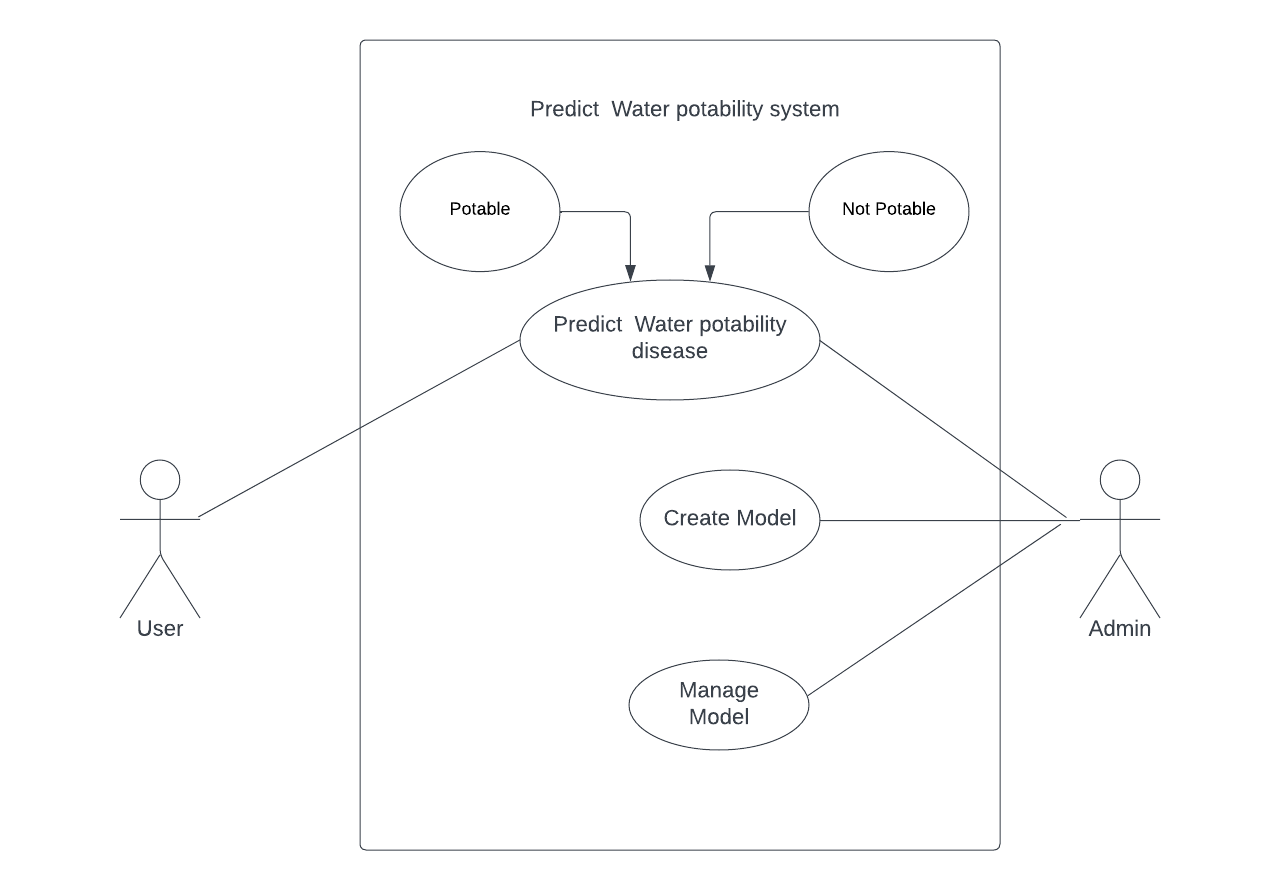 Predict  Water potability system
Potable
Not Potable
Predict  Water potability
disease
Create Model
User
Admin
Manage
Model